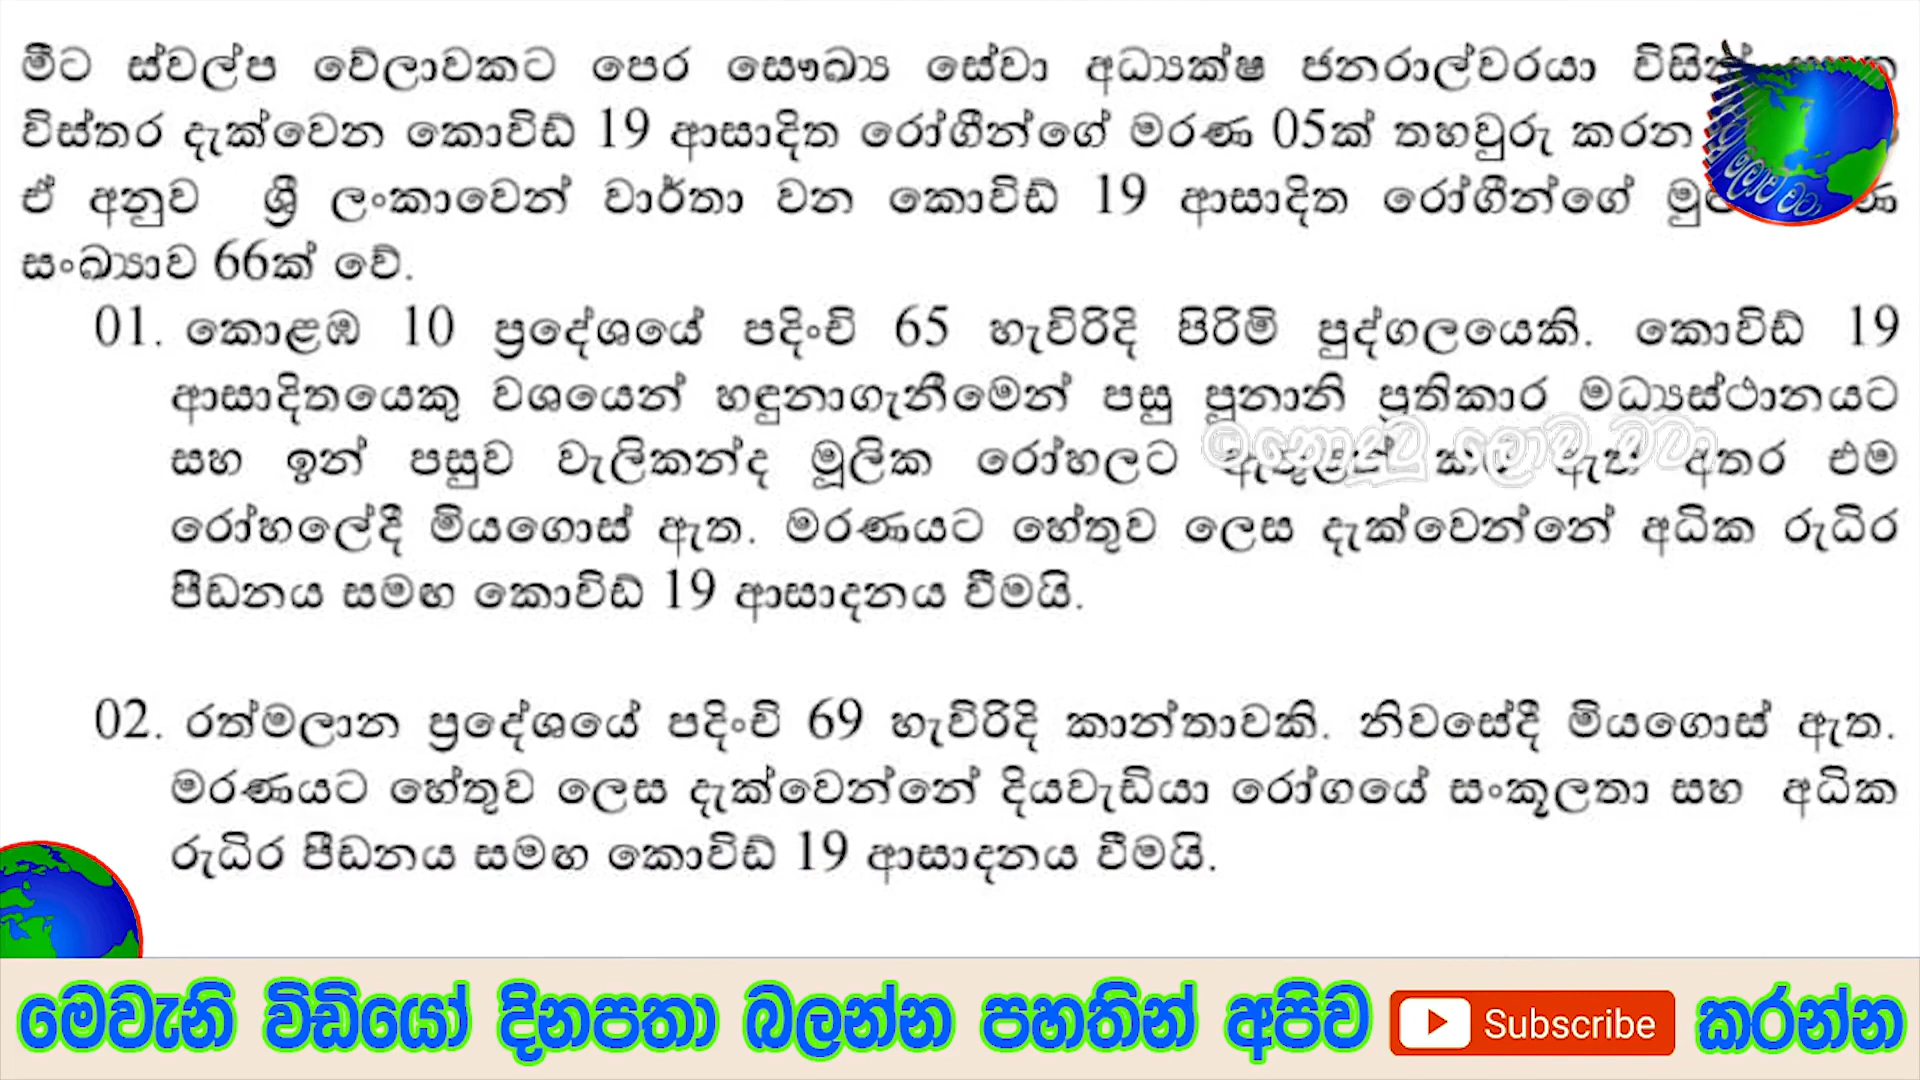 මීට ස්වල්ප වේලාවකට පෙර සෞඛ්‍ය සේවා අධ්‍යක්ෂ ජනරාල්වරයා
විස්තර දැක්වෙන කොවිඩ් 19 ආසාදිත රෝගීන්ගේ මරණ 05ක් තහවුරු කරන
ඒ අනුව ශ්‍රී ලංකාවෙන් වාර්තා වන කොවිඩ් 19 ආසාදිත රෝගීන්ගේ
සංඛ්‍යාව 66ක් වේ.
01. කොළඹ 10 ප්‍රදේශයේ පදිංචි 65 හැවිරිදි පිරිමි පුද්ගලයෙකි. කොවිඩ් 19
ආසාදිතයෙකු වශයෙන් හඳුනාගැනීමෙන් පසු පූනානි ප්‍රතිකාර මධ්‍යස්ථානයට
සහ ඉන් පසුව වැලිකන්ද මූලික රෝහලට අතර එම
රෝහලේදී මියගොස් ඇත. මරණයට හේතුව ලෙස දැක්වෙන්නේ අධික රුධිර
පීඩනය සමඟ කොවිඩ් 19 ආසාදනය වීමයි.
02. රත්මලාන ප්‍රදේශයේ පදිංචි 69 හැවිරිදි කාන්තාවකි. නිවසේදී මියගොස් ඇත.
මරණයට හේතුව ලෙස දැක්වෙන්නේ දියවැඩියා රෝගයේ සංකූලතා සහ අධික
රුධිර පීඩනය සමඟ කොවිඩ් 19 ආසාදනය වීමයි.
මෙවැනි විඩියෝ දිනපතා බලන්න පහතින් අපිව Subscribe කරන්න